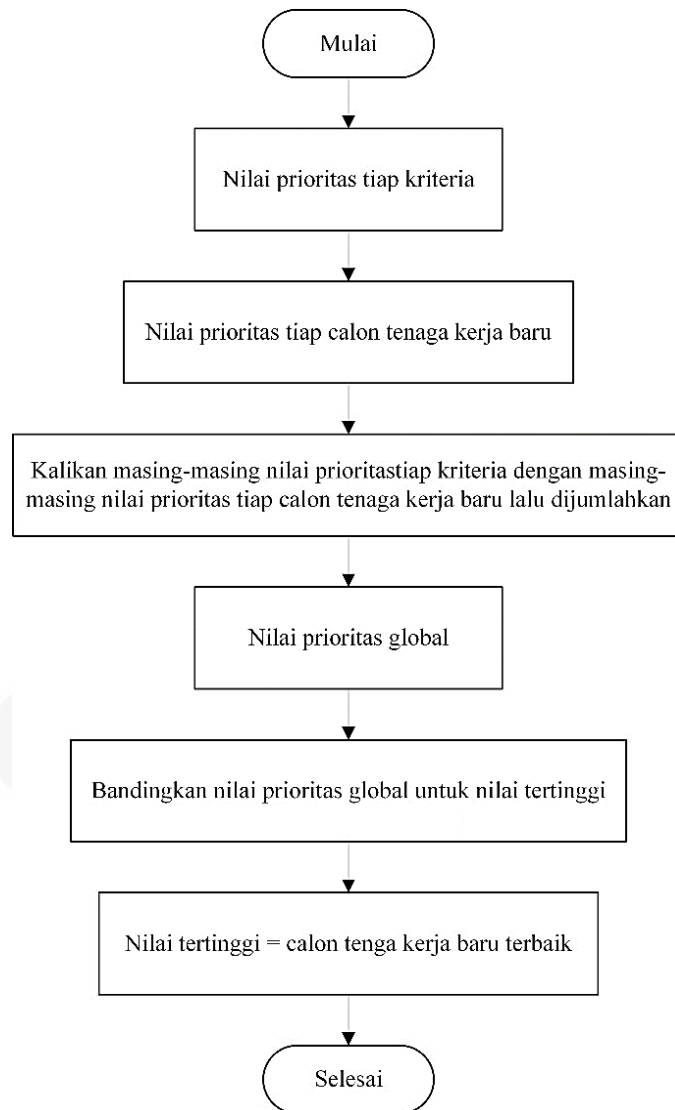 Mulai
Nilai prioritas tiap kriteria
Nilai prioritas tiap calon tenaga kerja baru
Kalikan masing-masing nilai prioritastiap kriteria dengan masing-
masing nilai prioritas tiap calon tenaga kerja baru lalu dijumlahkan
Nilai prioritas global
Bandingkan nilai prioritas global untuk nilai tertinggi
Nilai tertinggi = calon tenga kerja baru terbaik
Selesai